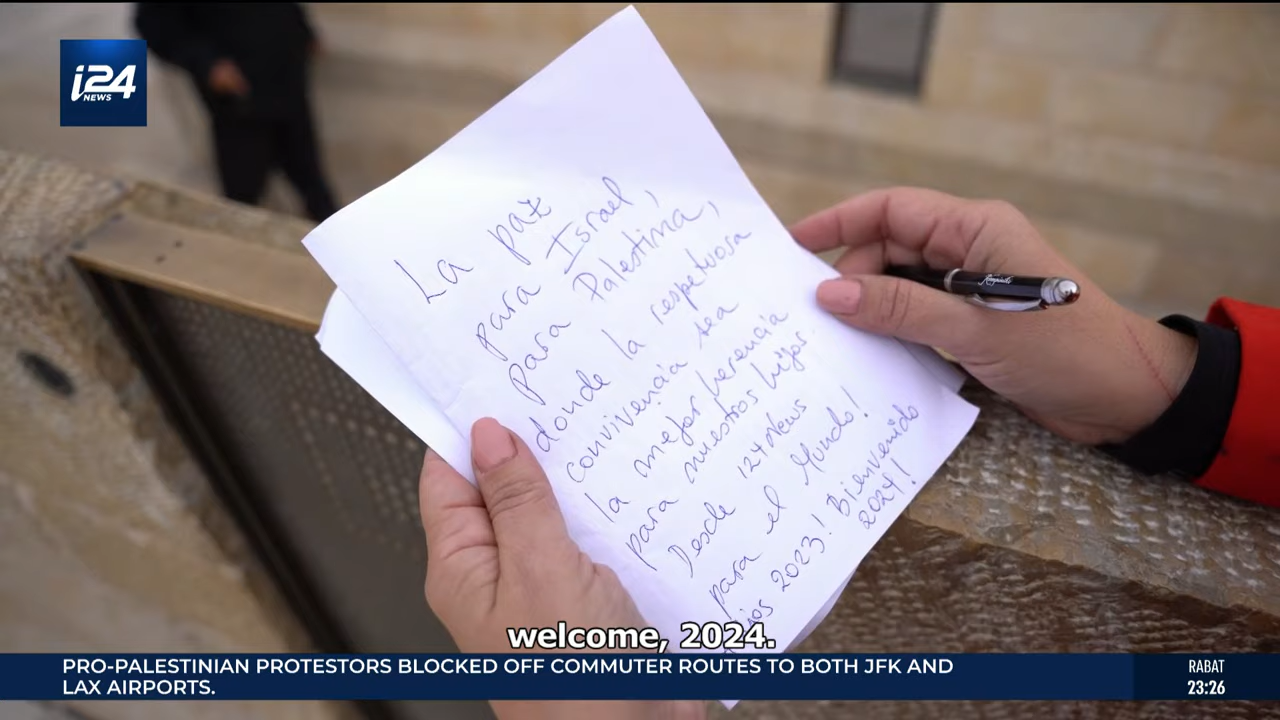 i24
NEWS
La paz
para Israel,
para Palestina,
donde la respetuosa
convivencia sea
la mejor herencia
para nuestros hijos.
Desde i24News
para el Mundo!
2023! Bienvenido
2024!
welcome, 2024.
PRO-PALESTINIAN PROTESTORS BLOCKED OFF COMMUTER ROUTES TO BOTH JFK AND
LAX AIRPORTS.
RABAT
23:26